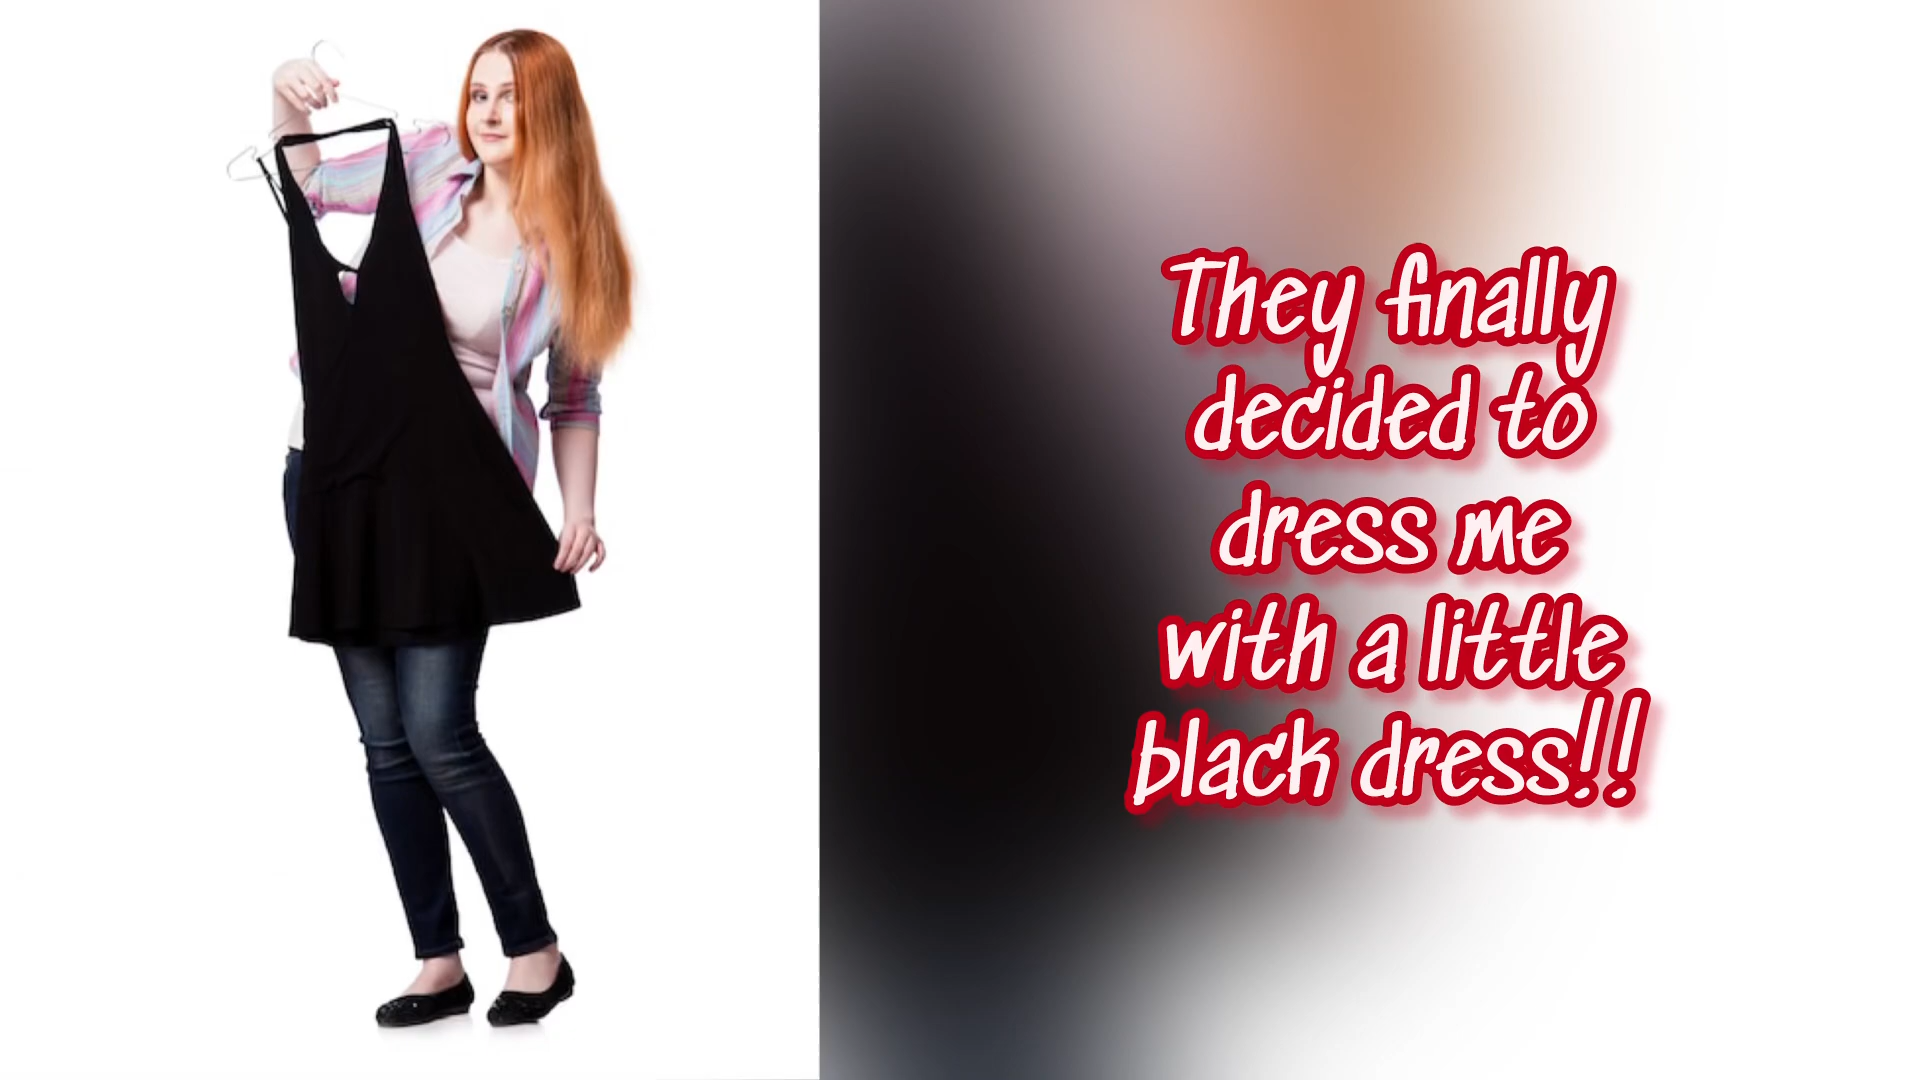 They finally
decided to
dress me
with a little
black dress!!